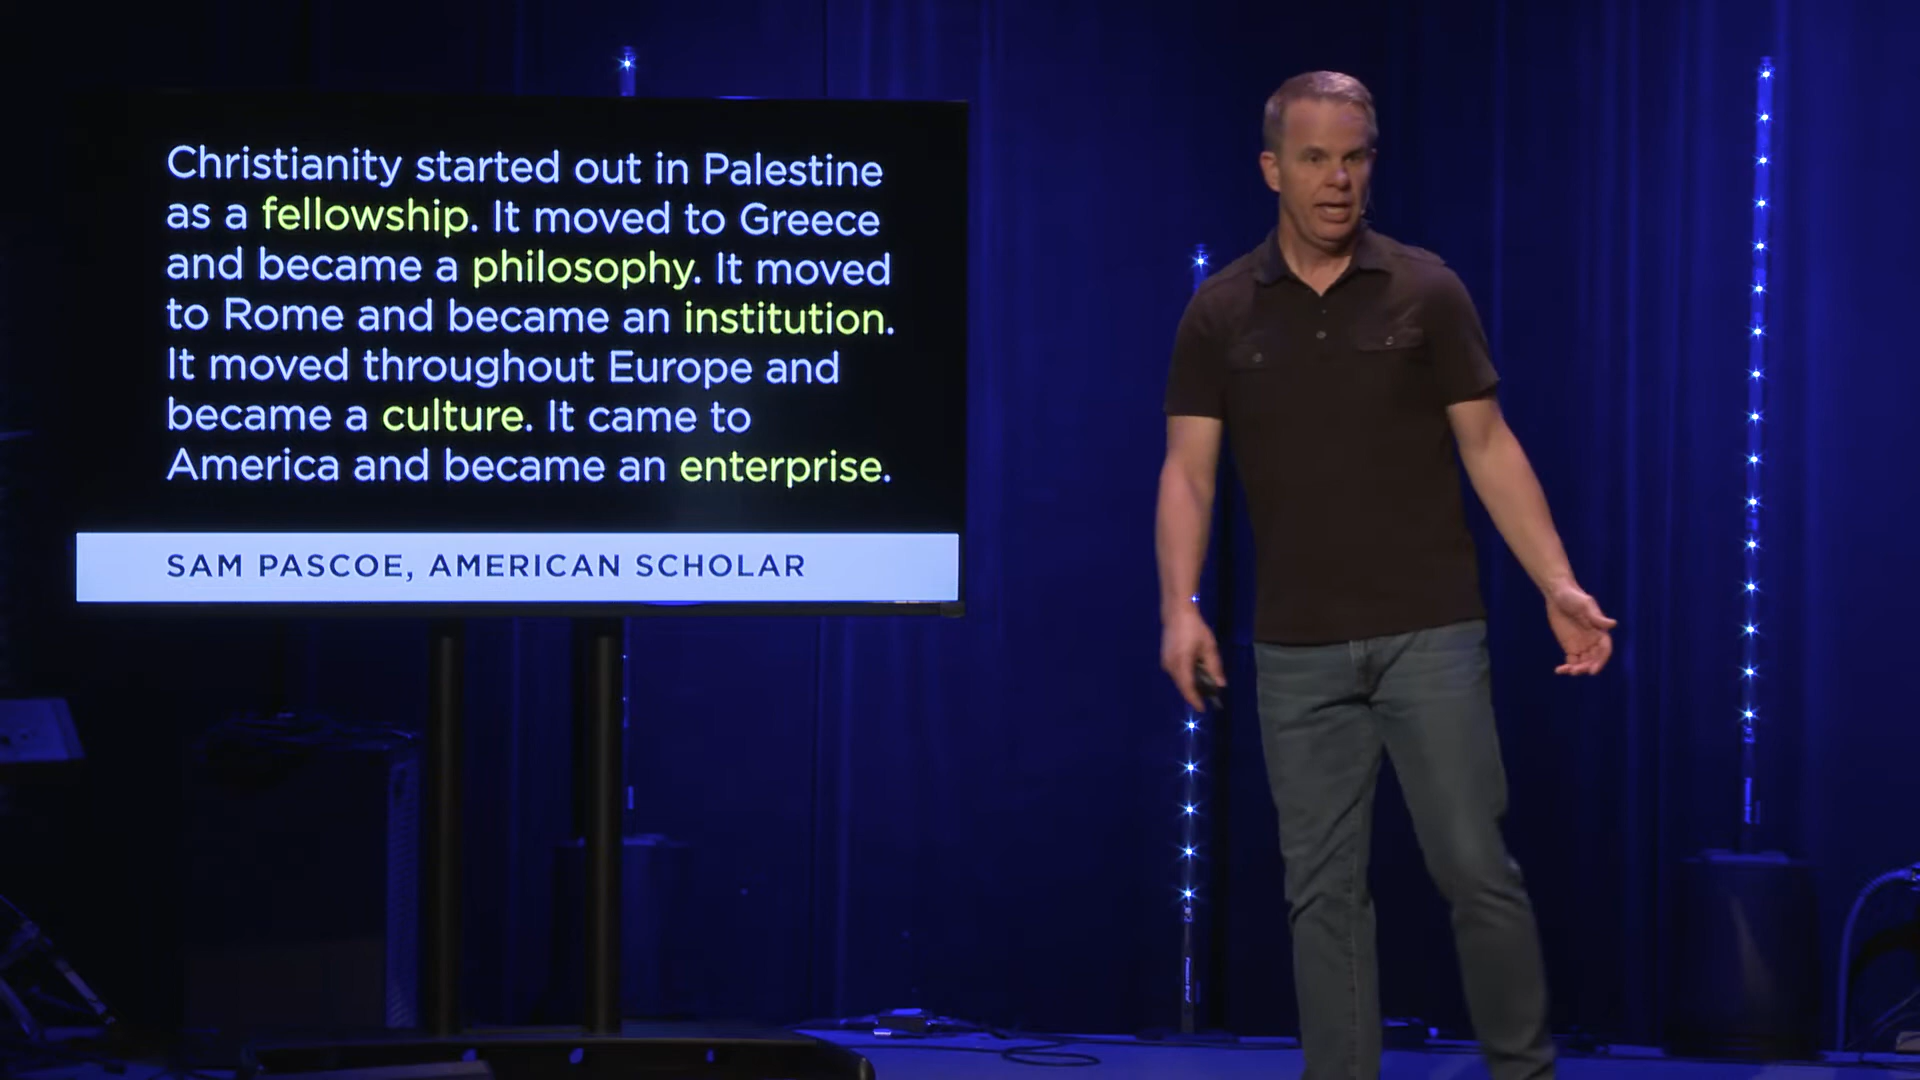 Christianity started out in Palestine
as a fellowship. It moved to Greece
and became a philosophy. It moved
to Rome and became an institution.
It moved throughout Europe and
became a culture. It came to
America and became an enterprise.
SAM PASCOE, AMERICAN SCHOLAR